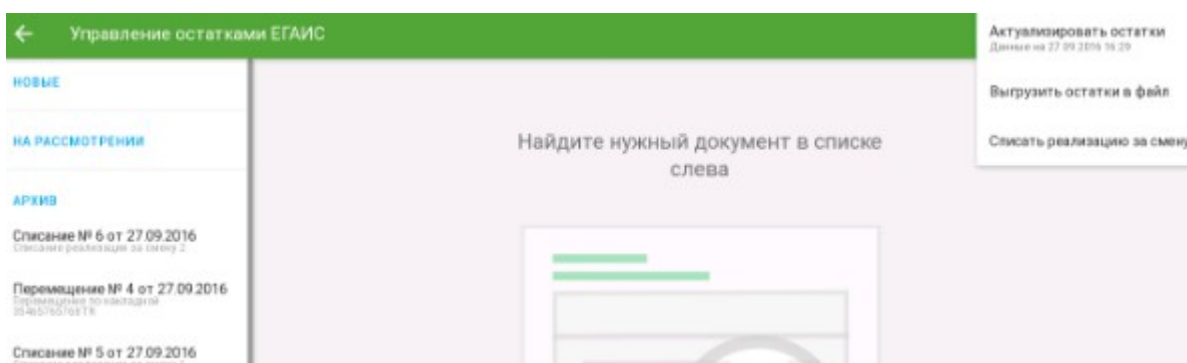 Управление остатками ЕГАИС
Актуализировать остатки
Данные на 27.09.2016 16:29
Выгрузить остатки в файл
Списать реализацию за смену
НОВЫЕ
НА РАССМОТРЕНИИ
АРХИВ
Списание № 6 от 27.09.2016
Списание реализации за смену 2
Перемещение № 4 от 27.09.2016
Перемещение по накладной
Списание № 5 от 27.09.2016
Найдите нужный документ в списке
слева